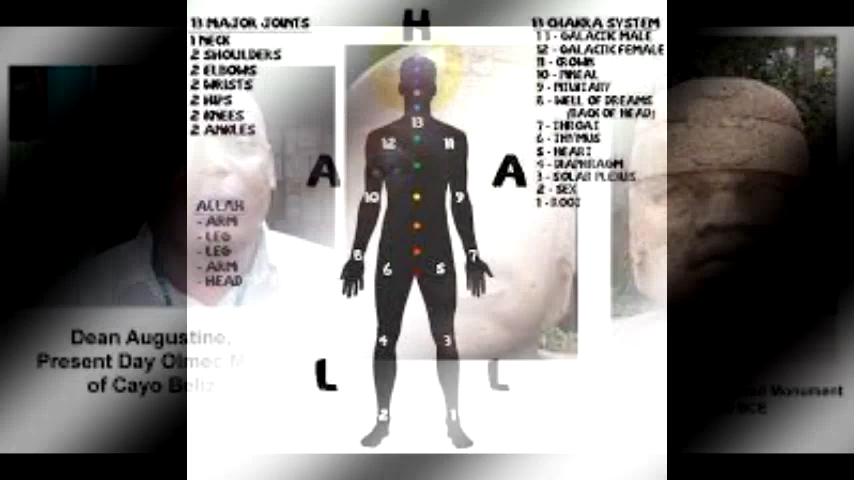 13 MAJOR JOINTS
1 NECK
2 SHOULDERS
2 ELBOWS
2 WRISTS
2 HIPS
2 KNEES
2 ANKLES
ALLAH
- ARM
- LEG
- LEG
- ARM
- HEAD
H
A
A
L
L
13
12
11
10
9
8
7
6
5
4
3
2
1
13 CHAKRA SYSTEM
13 - GALACTIC MALE
12 - GALACTIC FEMALE
11 - CROWN
10 - PINEAL
9 - PITUITARY
8 - WELL OF DREAMS
(BACK OF HEAD)
7 - THROAT
6 - THYMUS
5 - HEART
4 - DIAPHRAGM
3 - SOLAR PLEXUS
2 - SEX
1 - ROOT
Dean Augustine,
Present Day Olmec
of Cayo Beliz
Monument
BCE